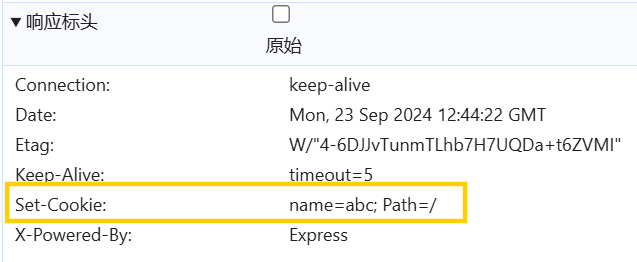 ▼响应标头
原始
Connection: keep-alive
Date: Mon, 23 Sep 2024 12:44:22 GMT
Etag: W/"4-6DJJvTunmTLhb7H7UQDa+t6ZVMI"
Keep-Alive: timeout=5
Set-Cookie: name=abc; Path=/
X-Powered-By: Express